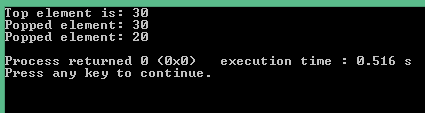 Top element is: 30
Popped element: 30
Popped element: 20
Process returned 0 (0x0)   execution time : 0.516 s
Press any key to continue.